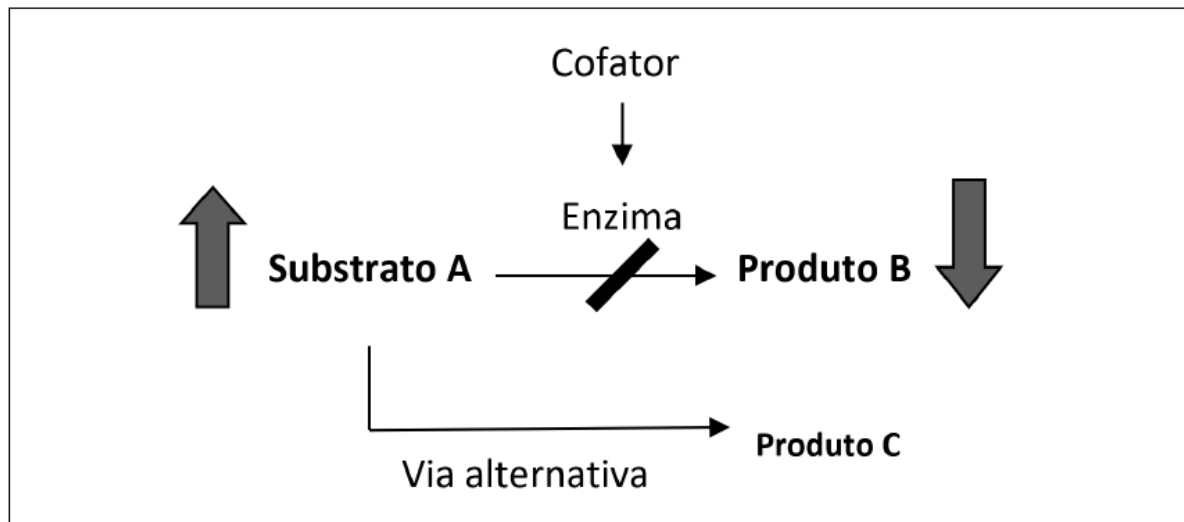 Cofator
Enzima
Substrato A
Produto B
Via alternativa
Produto C